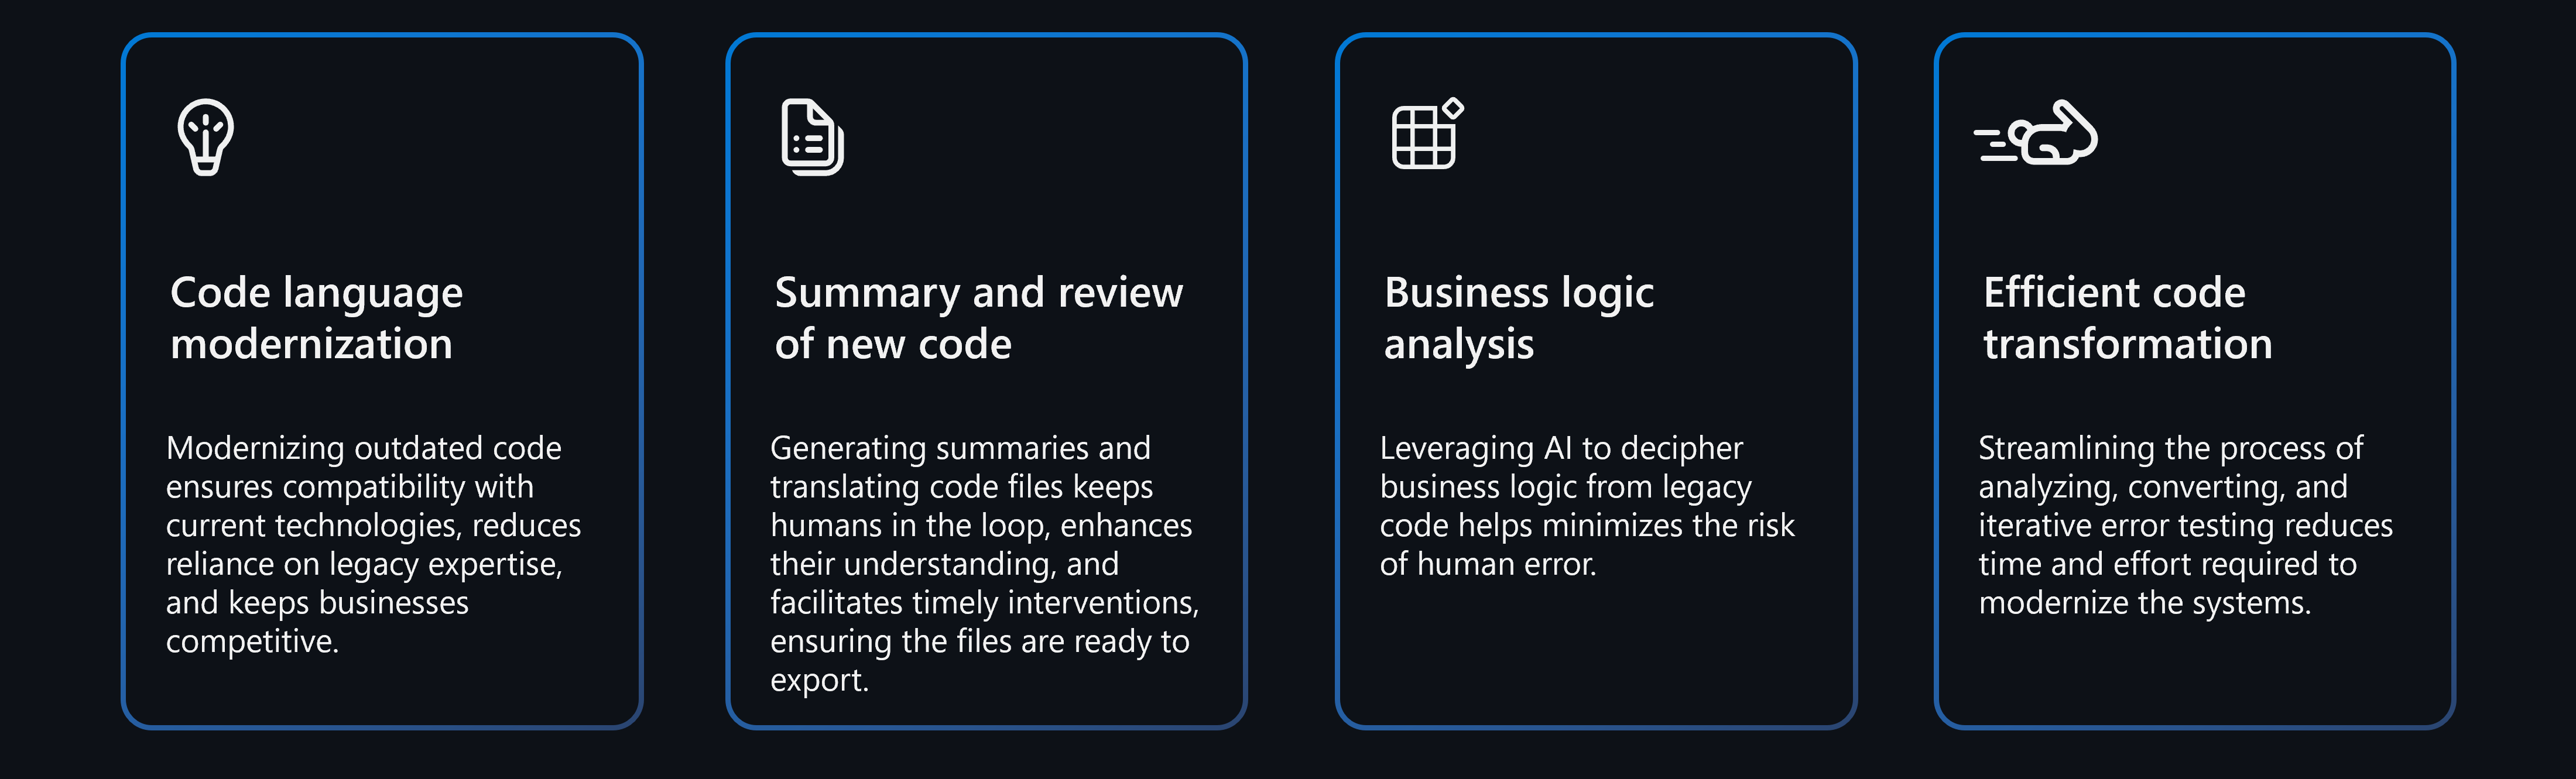 Code language
modernization
Modernizing outdated code
ensures compatibility with
current technologies, reduces
reliance on legacy expertise,
and keeps businesses
competitive.
Summary and review
of new code
Generating summaries and
translating code files keeps
humans in the loop, enhances
their understanding, and
facilitates timely interventions,
ensuring the files are ready to
export.
Business logic
analysis
Leveraging AI to decipher
business logic from legacy
code helps minimizes the risk
of human error.
Efficient code
transformation
Streamlining the process of
analyzing, converting, and
iterative error testing reduces
time and effort required to
modernize the systems.